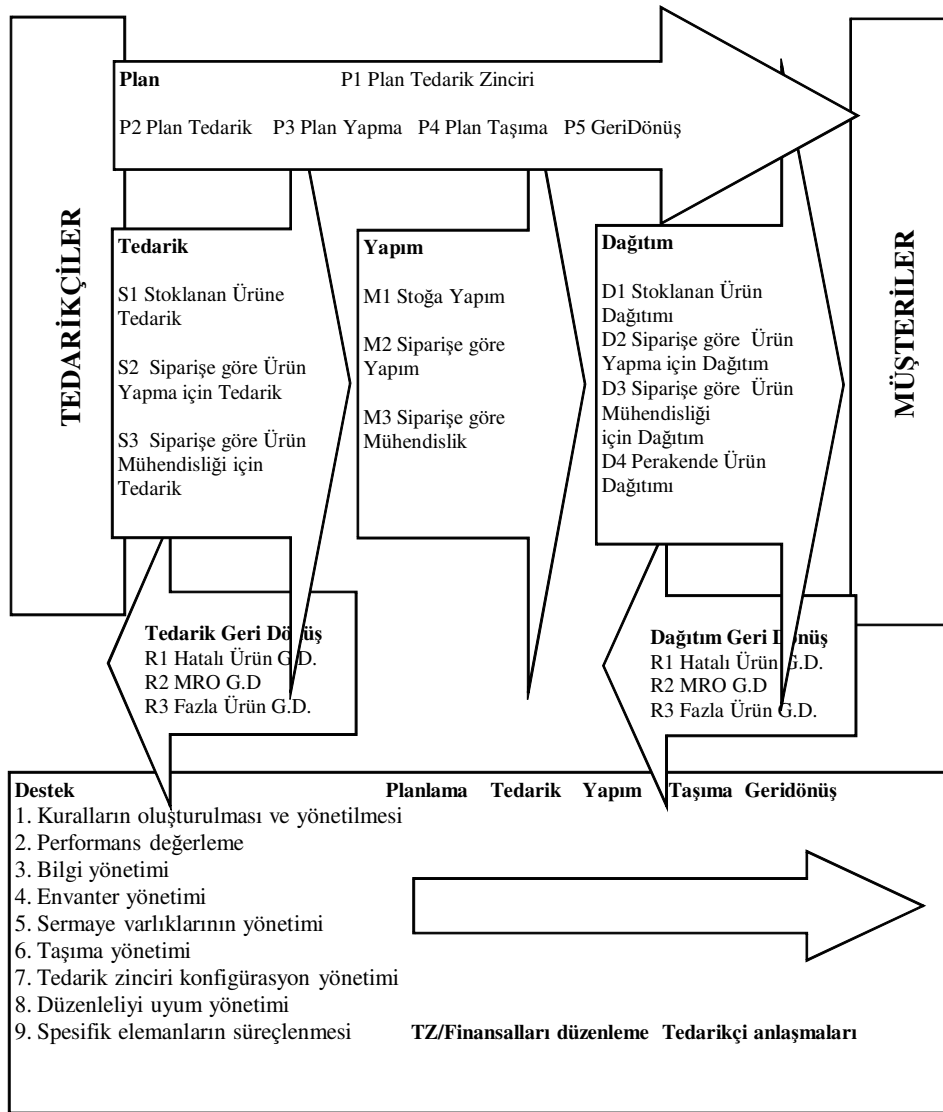 Plan P1 Plan Tedarik Zinciri
P2 Plan Tedarik P3 Plan Yapma P4 Plan Taşıma P5 GeriDönüş
TEDARİKÇİLER
Tedarik
S1 Stoklanan Ürüne
Tedarik
S2 Siparişe göre Ürün
Yapma için Tedarik
S3 Siparişe göre Ürün
Mühendisliği için
Tedarik
Yapım
M1 Stoğa Yapım
M2 Siparişe göre
Yapım
M3 Siparişe göre
Mühendislik
Dağıtım
D1 Stoklanan Ürün
Dağıtımı
D2 Siparişe göre Ürün
Yapma için Dağıtım
D3 Siparişe göre Ürün
Mühendisliği
için Dağıtım
D4 Perakende Ürün
Dağıtımı
MÜŞTERİLER
Tedarik Geri Dönüş
R1 Hatalı Ürün G.D.
R2 MRO G.D
R3 Fazla Ürün G.D.
Dağıtım Geri Dönüş
R1 Hatalı Ürün G.D.
R2 MRO G.D
R3 Fazla Ürün G.D.
Destek Planlama Tedarik Yapım Taşıma Geridönüş
1. Kuralların oluşturulması ve yönetilmesi
2. Performans değerleme
3. Bilgi yönetimi
4. Envanter yönetimi
5. Sermaye varlıklarının yönetimi
6. Taşıma yönetimi
7. Tedarik zinciri konfigürasyon yönetimi
8. Düzenleliyi uyum yönetimi
9. Spesifik elemanların süreçlenmesi TZ/Finansalları düzenleme Tedarikçi anlaşmaları